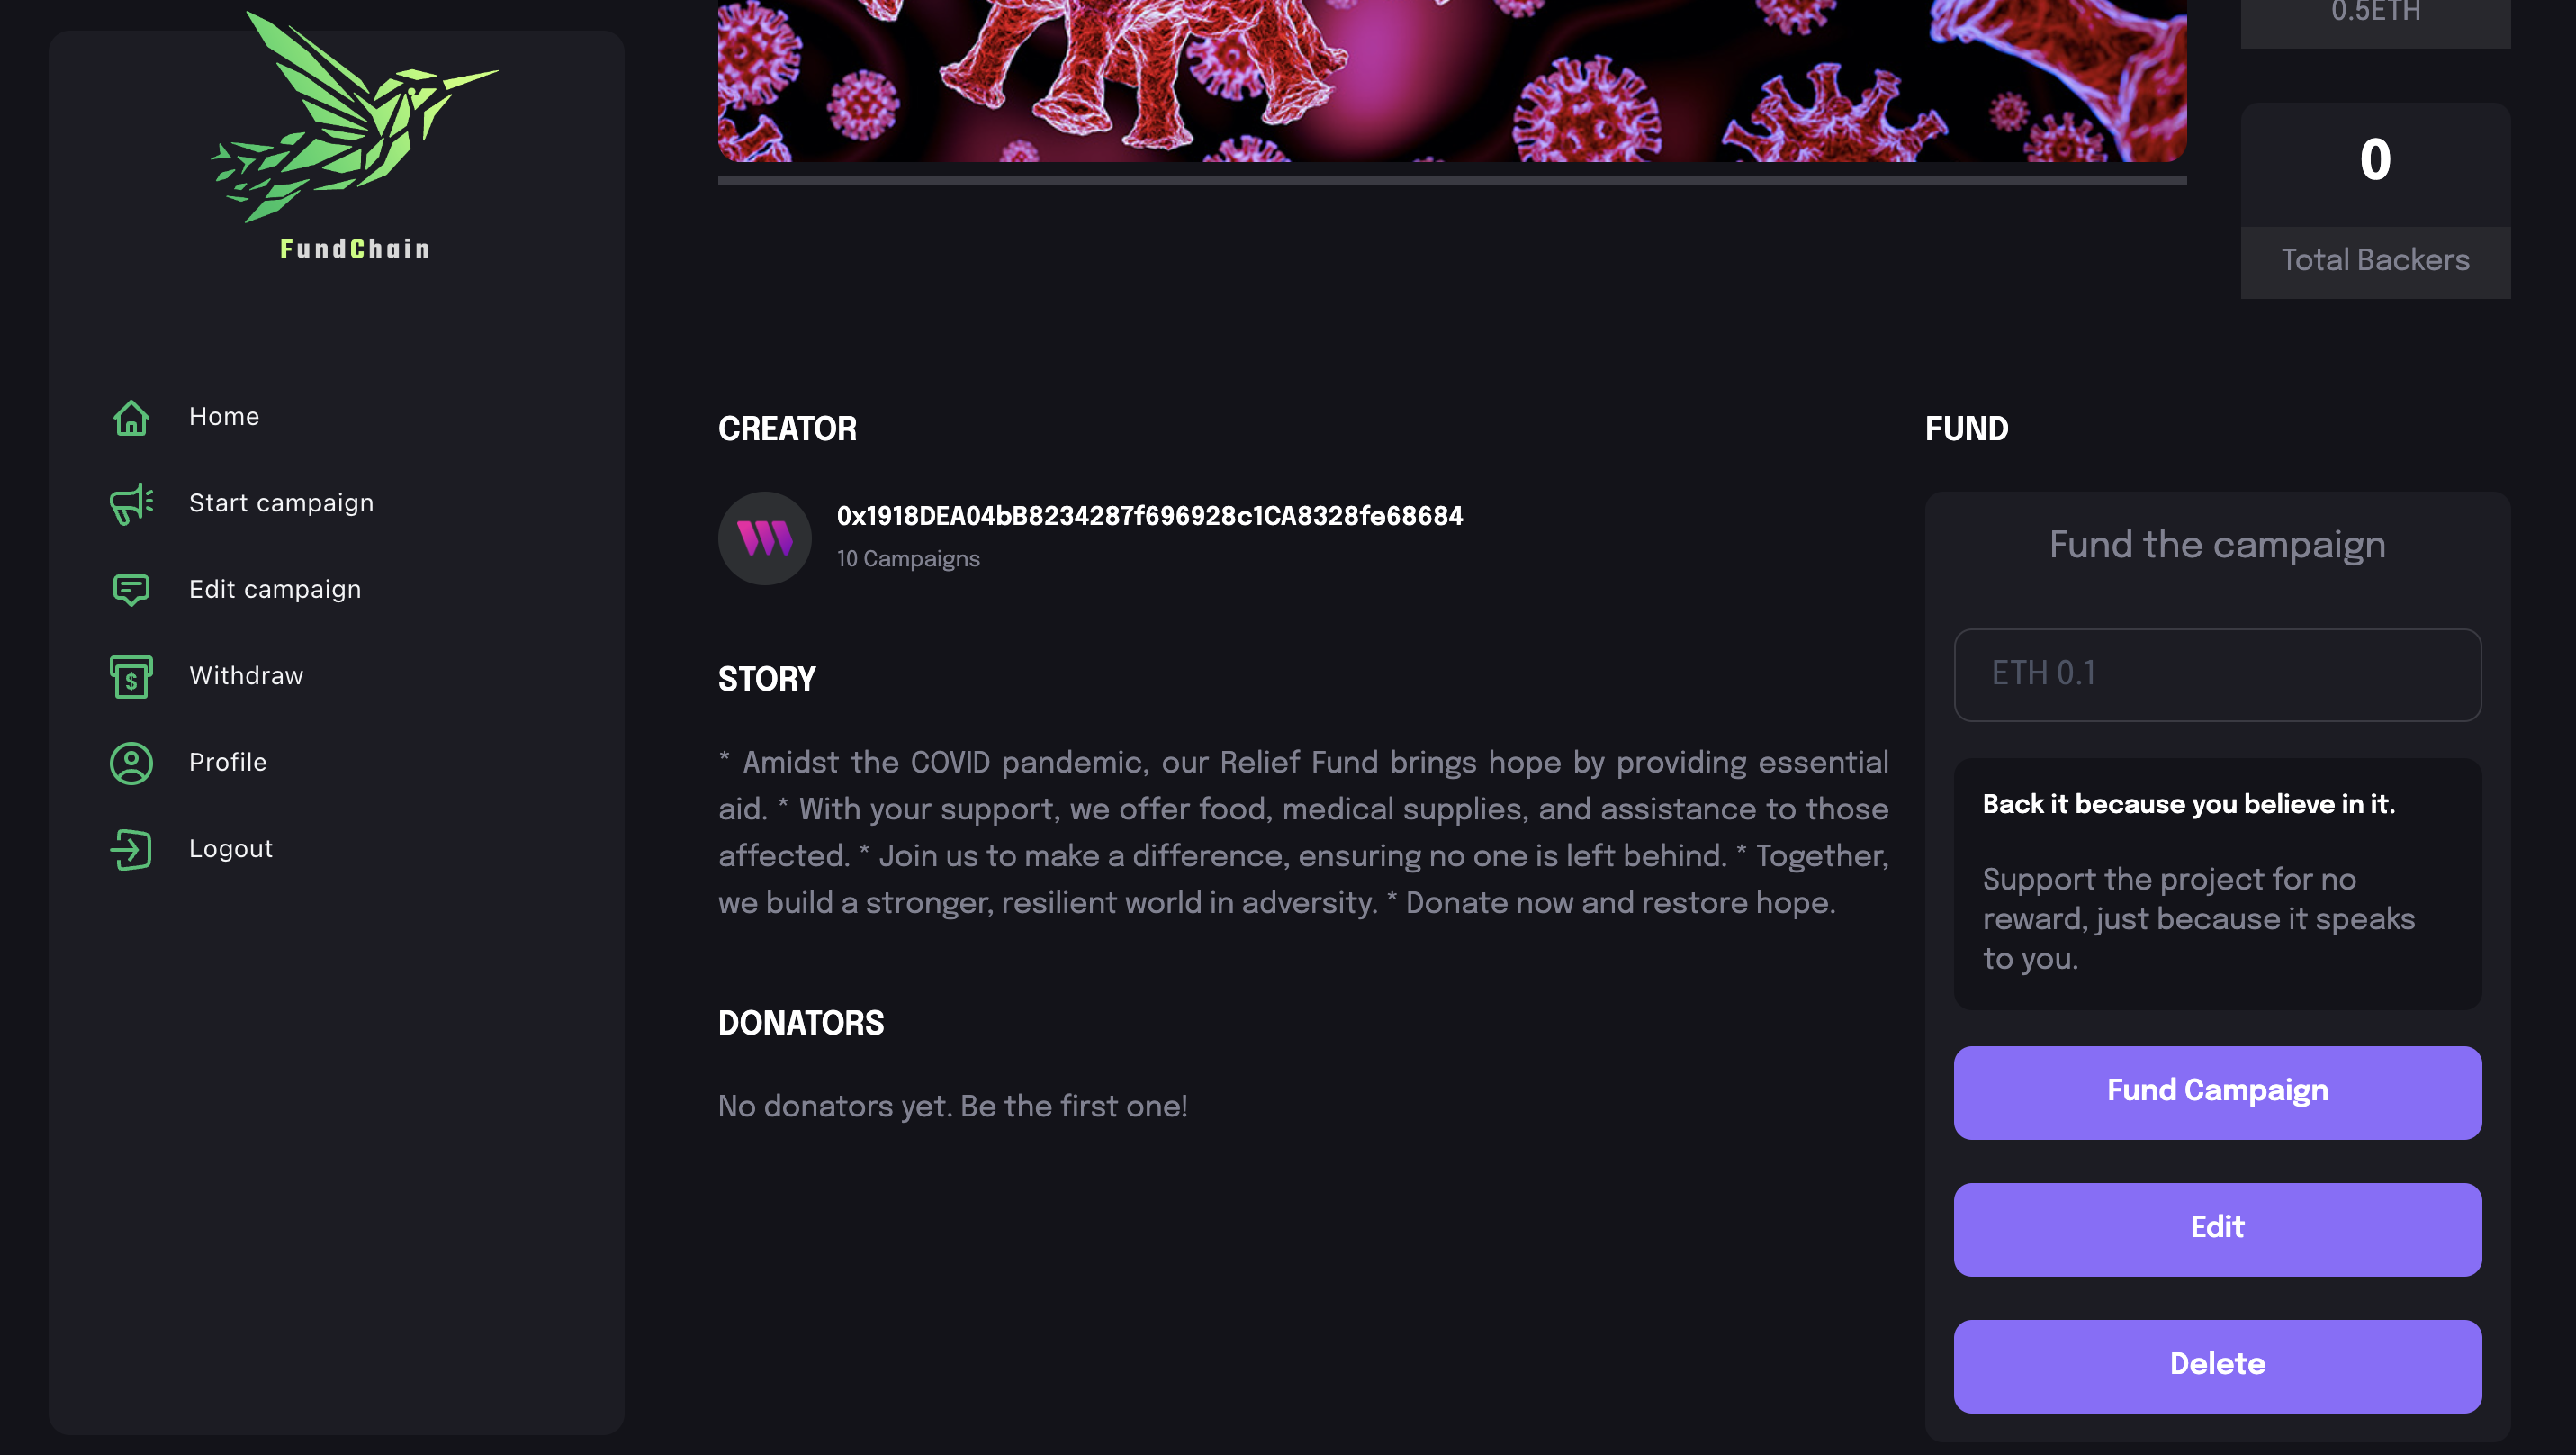 FundChain
Home
Start campaign
Edit campaign
Withdraw
Profile
Logout
0.5ETH
0
Total Backers
CREATOR
0x1918DEA04bB8234287f696928c1CA8328fe68684
10 Campaigns
STORY
* Amidst the COVID pandemic, our Relief Fund brings hope by providing essential
aid. * With your support, we offer food, medical supplies, and assistance to those
affected. * Join us to make a difference, ensuring no one is left behind. * Together,
we build a stronger, resilient world in adversity. * Donate now and restore hope.
DONATORS
No donators yet. Be the first one!
FUND
Fund the campaign
ETH 0.1
Back it because you believe in it.
Support the project for no
reward, just because it speaks
to you.
Fund Campaign
Edit
Delete